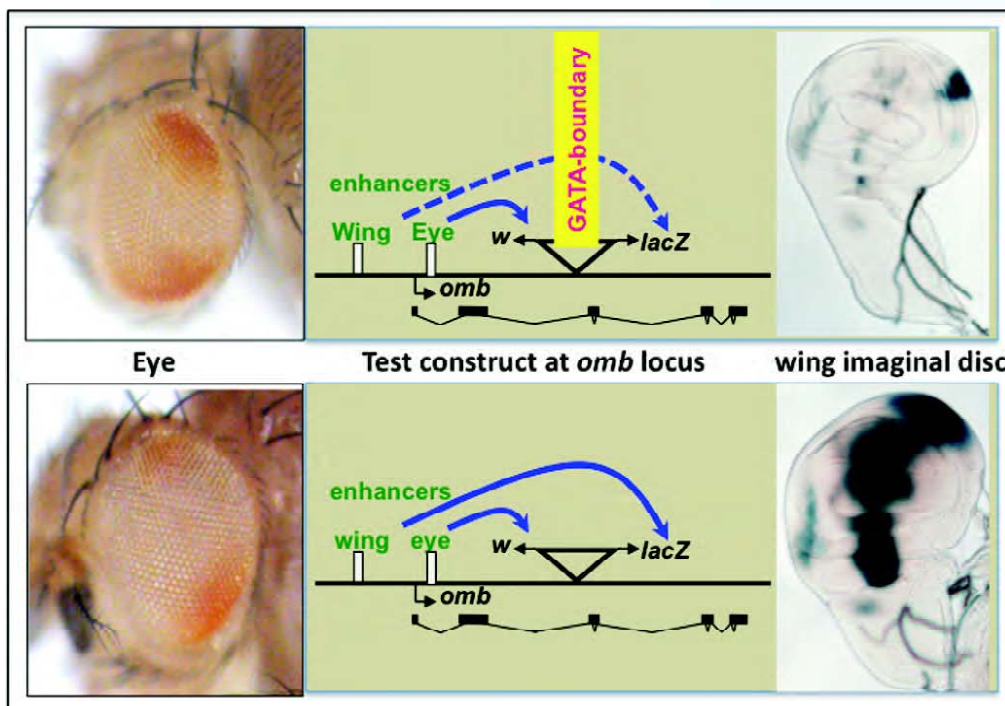 GATA-boundary
enhancers
Wing Eye
w
lacZ
omb
Eye
Test construct at omb locus
wing imaginal disc
enhancers
wing eye
w
lacZ
omb